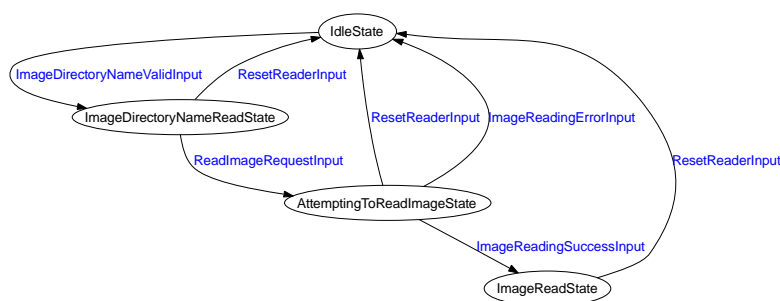 IdleState
ImageDirectoryNameValidInput
ResetReaderInput
ImageDirectoryNameReadState
ResetReaderInput
ImageReadingErrorInput
ReadImageRequestInput
ResetReaderInput
AttemptingToReadImageState
ImageReadingSuccessInput
ImageReadState